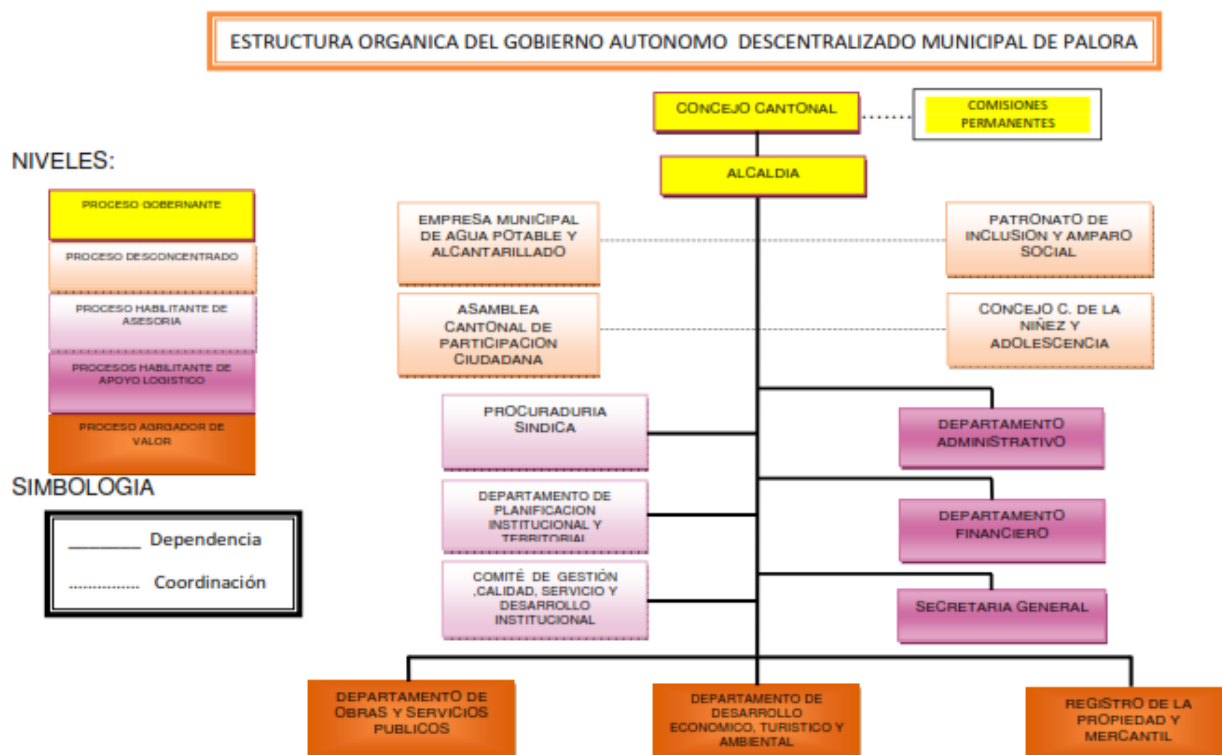 ESTRUCTURA ORGANICA DEL GOBIERNO AUTONOMO DESCENTRALIZADO MUNICIPAL DE PALORA
CONCEJO CANTONAL
COMISIONES
PERMANENTES
ALCALDIA
NIVELES:
PROCESO GOBERNANTE
PROCESO DESCONCENTRADO
PROCESO HABILITANTE DE
ASESORIA
PROCESOS HABILITANTE DE
APOYO LOGISTICO
PROCESO AGRIGADOR DE
VALOR
SIMBOLOGIA
________ Dependencia
............... Coordinación
EMPRESA MUNICIPAL
DE AGUA POTABLE Y
ALCANTARILLADO
PATRONATO DE
INCLUSION Y AMPARO
SOCIAL
ASAMBLEA
CANTONAL DE
PARTICIPACION
CIUDADANA
CONCEJO C. DE LA
NIÑEZ Y
ADOLESCENCIA
PROCURADURIA
SINDICA
DEPARTAMENTO
ADMINISTRATIVO
DEPARTAMENTO DE
PLANIFICACION
INSTITUCIONAL Y
TERRITORIAL
DEPARTAMENTO
FINANCIERO
COMITÉ DE GESTIÓN
,CALIDAD, SERVICIO Y
DESARROLLO
INSTITUCIONAL
SECRETARIA GENERAL
DEPARTAMENTO DE
OBRAS Y SERVICIOS
PUBLICOS
DEPARTAMENTO DE
DESARROLLO
ECONOMICO, TURISTICO Y
AMBIENTAL
REGISTRO DE LA
PROPIEDAD Y
MERCANTIL